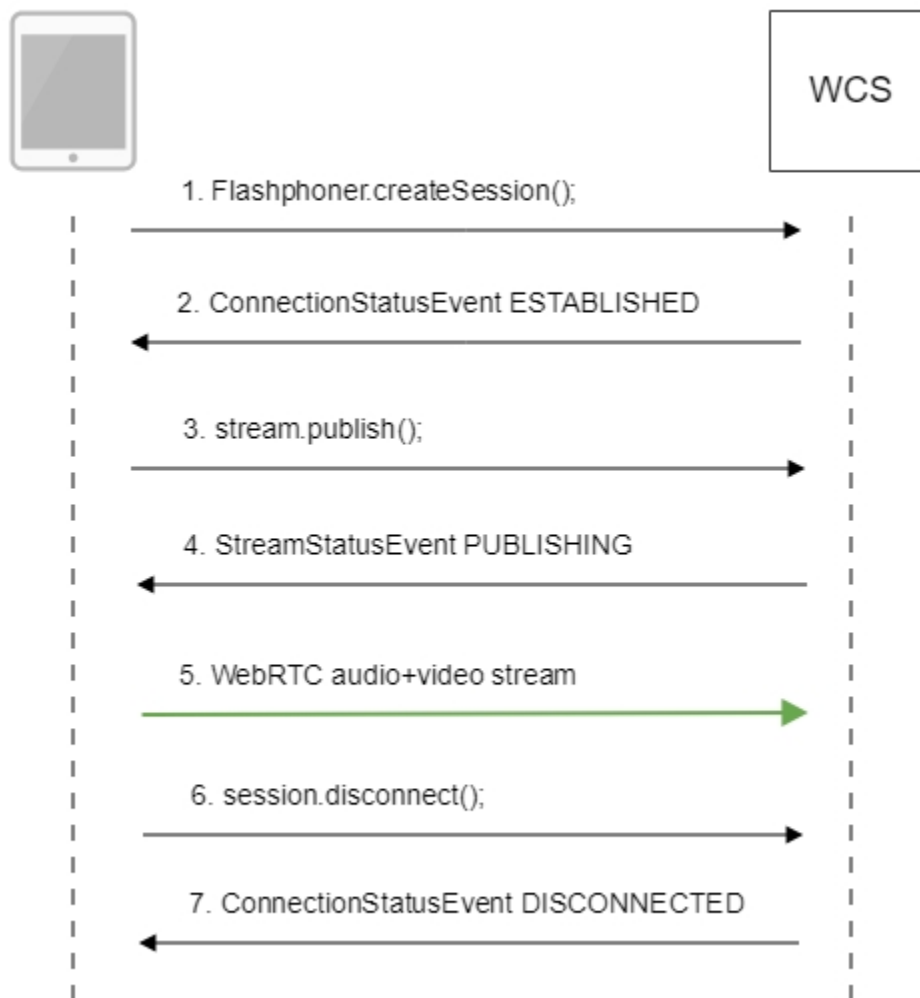 WCS
1. Flashphoner.createSession();
2. ConnectionStatusEvent ESTABLISHED
3. stream.publish();
4. StreamStatusEvent PUBLISHING
5. WebRTC audio+video stream
6. session.disconnect();
7. ConnectionStatusEvent DISCONNECTED